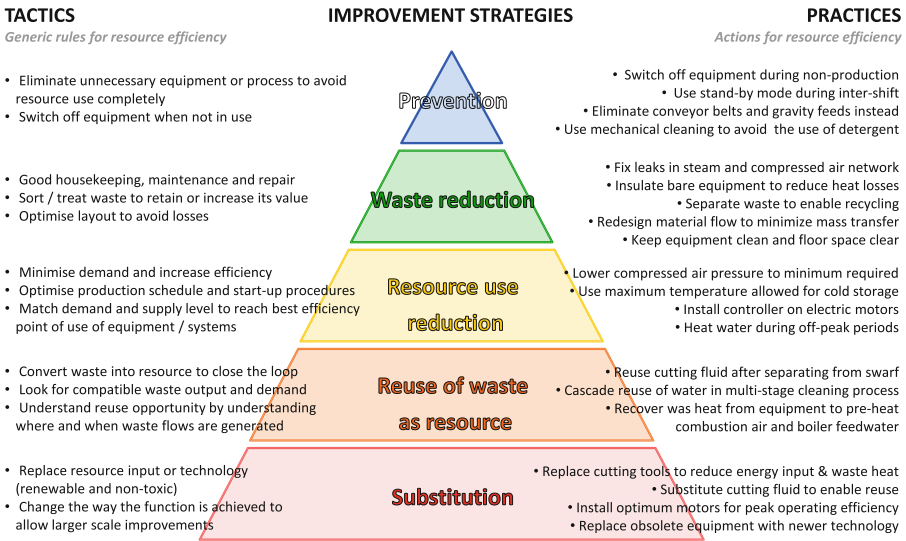 TACTICS
Generic rules for resource efficiency
IMPROVEMENT STRATEGIES
PRACTICES
Actions for resource efficiency
• Eliminate unnecessary equipment or process to avoid
resource use completely
• Switch off equipment when not in use
Prevention
• Switch off equipment during non-production
• Use stand-by mode during inter-shift
• Eliminate conveyor belts and gravity feeds instead
• Use mechanical cleaning to avoid the use of detergent
• Good housekeeping, maintenance and repair
• Sort / treat waste to retain or increase its value
• Optimise layout to avoid losses
Waste reduction
• Fix leaks in steam and compressed air network
• Insulate bare equipment to reduce heat losses
• Separate waste to enable recycling
• Redesign material flow to minimize mass transfer
• Keep equipment clean and floor space clear
• Minimise demand and increase efficiency
• Optimise production schedule and start-up procedures
• Match demand and supply level to reach best efficiency
point of use of equipment / systems
Resource use
reduction
• Lower compressed air pressure to minimum required
• Use maximum temperature allowed for cold storage
• Install controller on electric motors
• Heat water during off-peak periods
• Convert waste into resource to close the loop
• Look for compatible waste output and demand
• Understand reuse opportunity by understanding
where and when waste flows are generated
Reuse of waste
as resource
• Reuse cutting fluid after separating from swarf
• Cascade reuse of water in multi-stage cleaning process
• Recover was heat from equipment to pre-heat
combustion air and boiler feedwater
• Replace resource input or technology
(renewable and non-toxic)
• Change the way the function is achieved to
allow larger scale improvements
Substitution
• Replace cutting tools to reduce energy input & waste heat
• Substitute cutting fluid to enable reuse
• Install optimum motors for peak operating efficiency
• Replace obsolete equipment with newer technology